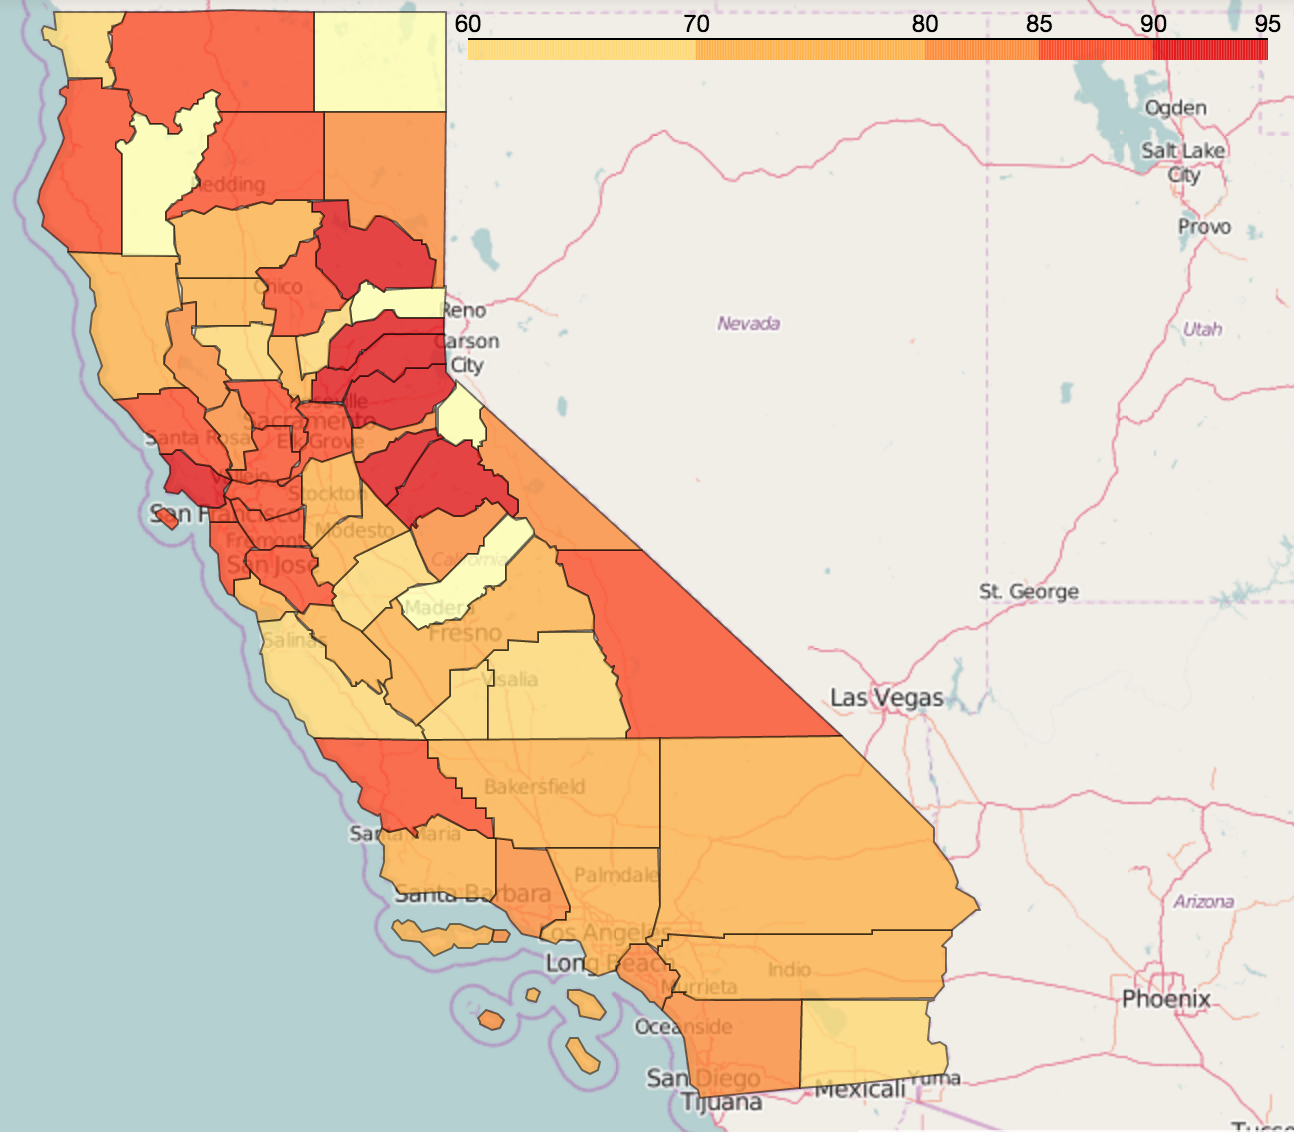 60 70 80 85 90 95
Ogden
Salt Lake
City
Redding
Provo
Chico
Reno
Nevada
Utah
Carson
City
Roseville
Sacramento
Santa Rosa
Elk Grove
Vallejo
Stockton
San Francisco
Modesto
Fremont
California
San Jose
St. George
Madera
Fresno
Salinas
Visalia
Las Vegas
Bakersfield
Santa Maria
Palmdale
Santa Barbara
Arizona
Los Angeles
Long Beach
Indio
Murrieta
Phoenix
Oceanside
San Diego
Mexicali
Yuma
Tijuana